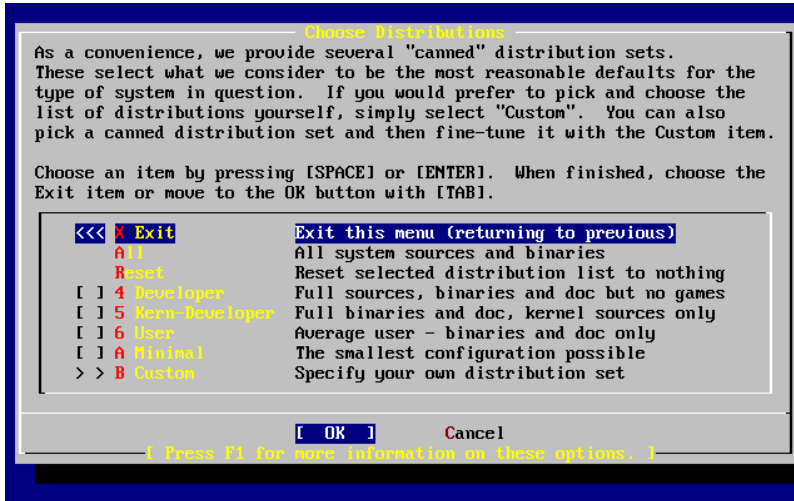 Choose Distributions
As a convenience, we provide several "canned" distribution sets.
These select what we consider to be the most reasonable defaults for the
type of system in question.  If you would prefer to pick and choose the
list of distributions yourself, simply select "Custom".  You can also
pick a canned distribution set and then fine-tune it with the Custom item.
Choose an item by pressing [SPACE] or [ENTER].  When finished, choose the
Exit item or move to the OK button with [TAB].
<<< X Exit Exit this menu (returning to previous)
All All system sources and binaries
Reset Reset selected distribution list to nothing
[ ] 4 Developer Full sources, binaries and doc but no games
[ ] 5 Kern-Developer Full binaries and doc, kernel sources only
[ ] 6 User Average user - binaries and doc only
[ ] A Minimal The smallest configuration possible
> > B Custom Specify your own distribution set
[ OK ] Cancel
[ Press F1 for more information on these options. ]